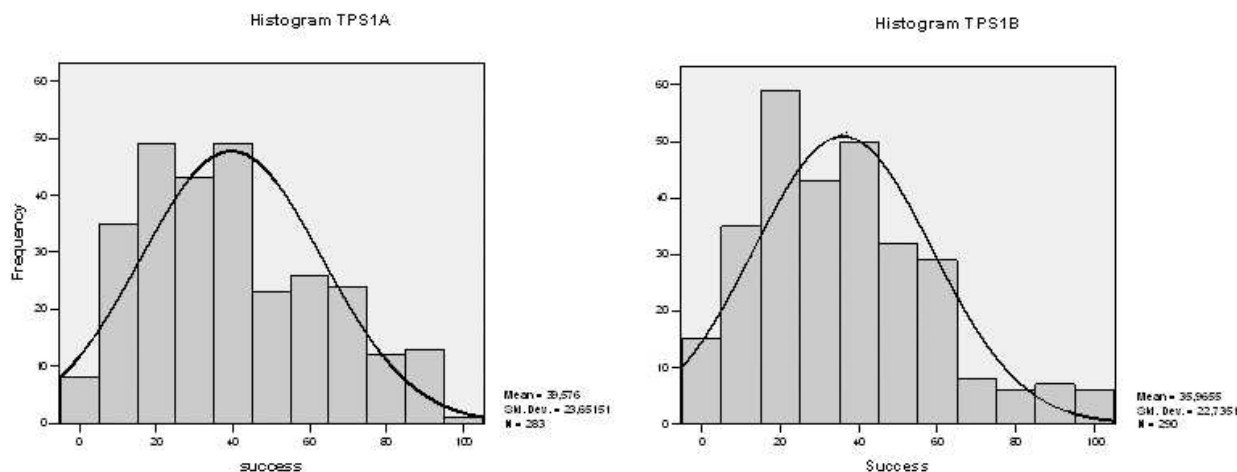 Histogram TPS1A
60
50
40
30
20
10
0
Frequency
0 20 40 60 80 100
success
Mean = 39,576
Std. Dev. = 23,65151
N = 283
Histogram TPS1B
60
50
40
30
20
10
0
0 20 40 60 80 100
Success
Mean = 35,9655
Std. Dev. = 22,7351
N = 290